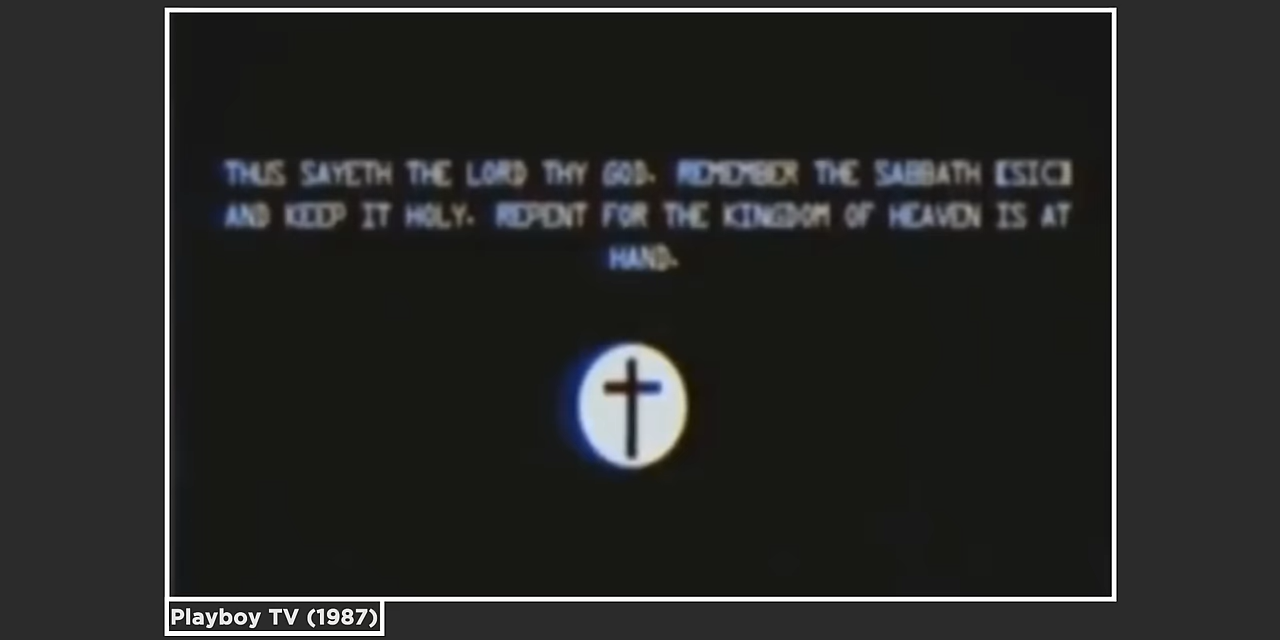 THUS SAYETH THE LORD THY GOD. REMEMBER THE SABBATH [SIC]
AND KEEP IT HOLY. REPENT FOR THE KINGDOM OF HEAVEN IS AT
HAND.
Playboy TV (1987)